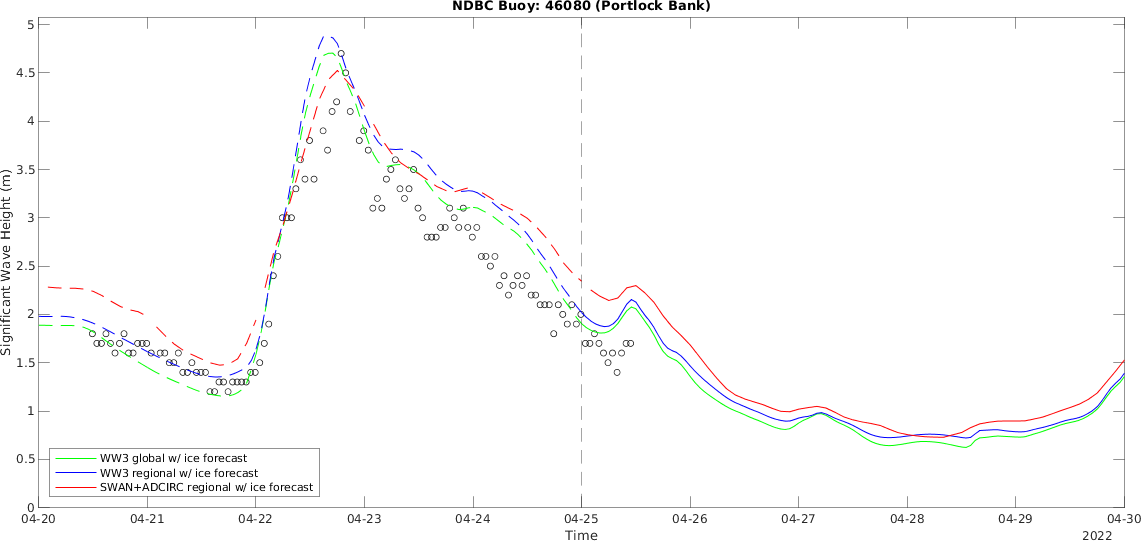 NDBC Buoy: 46080 (Portlock Bank)
5
4.5
4
3.5
3
2.5
2
1.5
1
0.5
0
Significant Wave Height (m)
WW3 global w/ ice forecast
WW3 regional w/ ice forecast
SWAN+ADCIRC regional w/ ice forecast
04-20 04-21 04-22 04-23 04-24 04-25 04-26 04-27 04-28 04-29 04-30
Time
2022